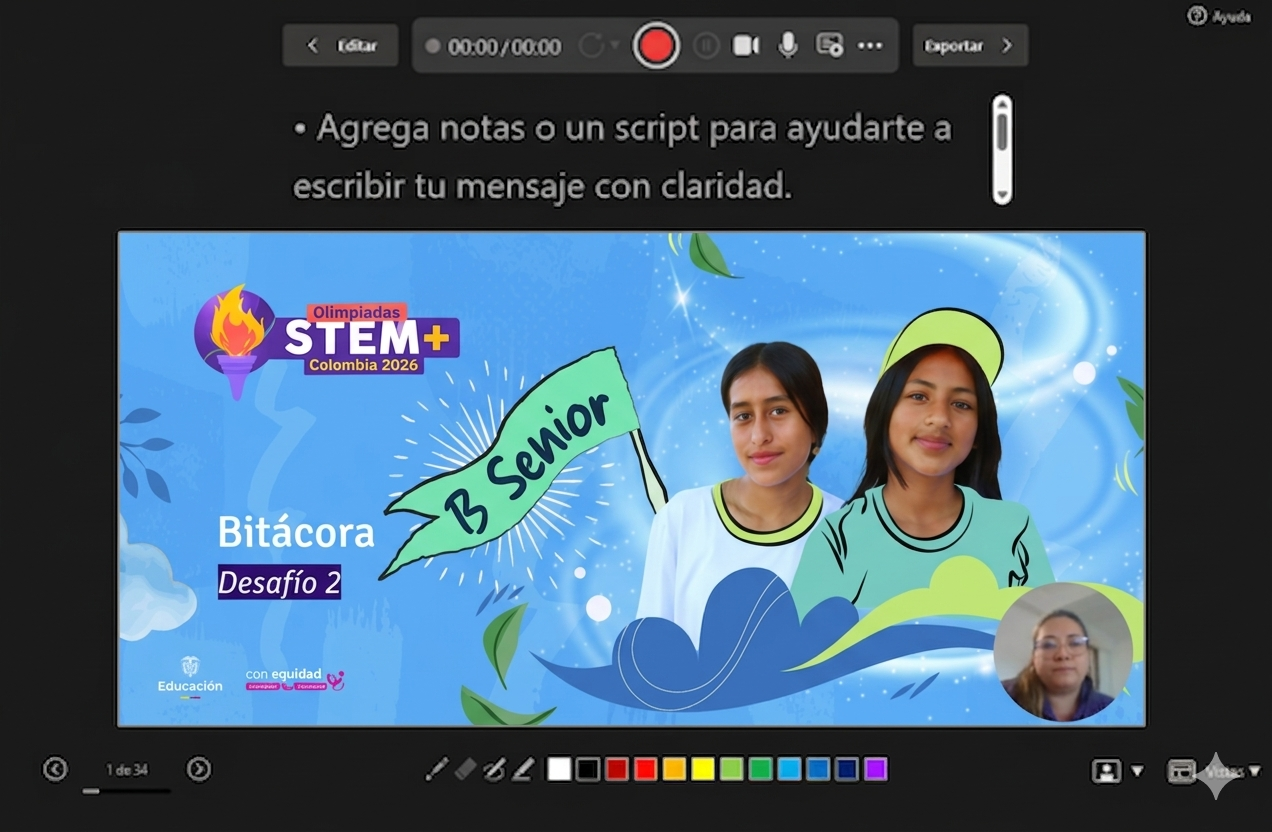 Ayuda
Editar
00:00/00:00
Exportar
• Agrega notas o un script para ayudarte a
escribir tu mensaje con claridad.
Olimpiadas
STEM+
Colombia 2026
B Senior
Bitácora
Desafío 2
Educación
con equidad
1 de 34